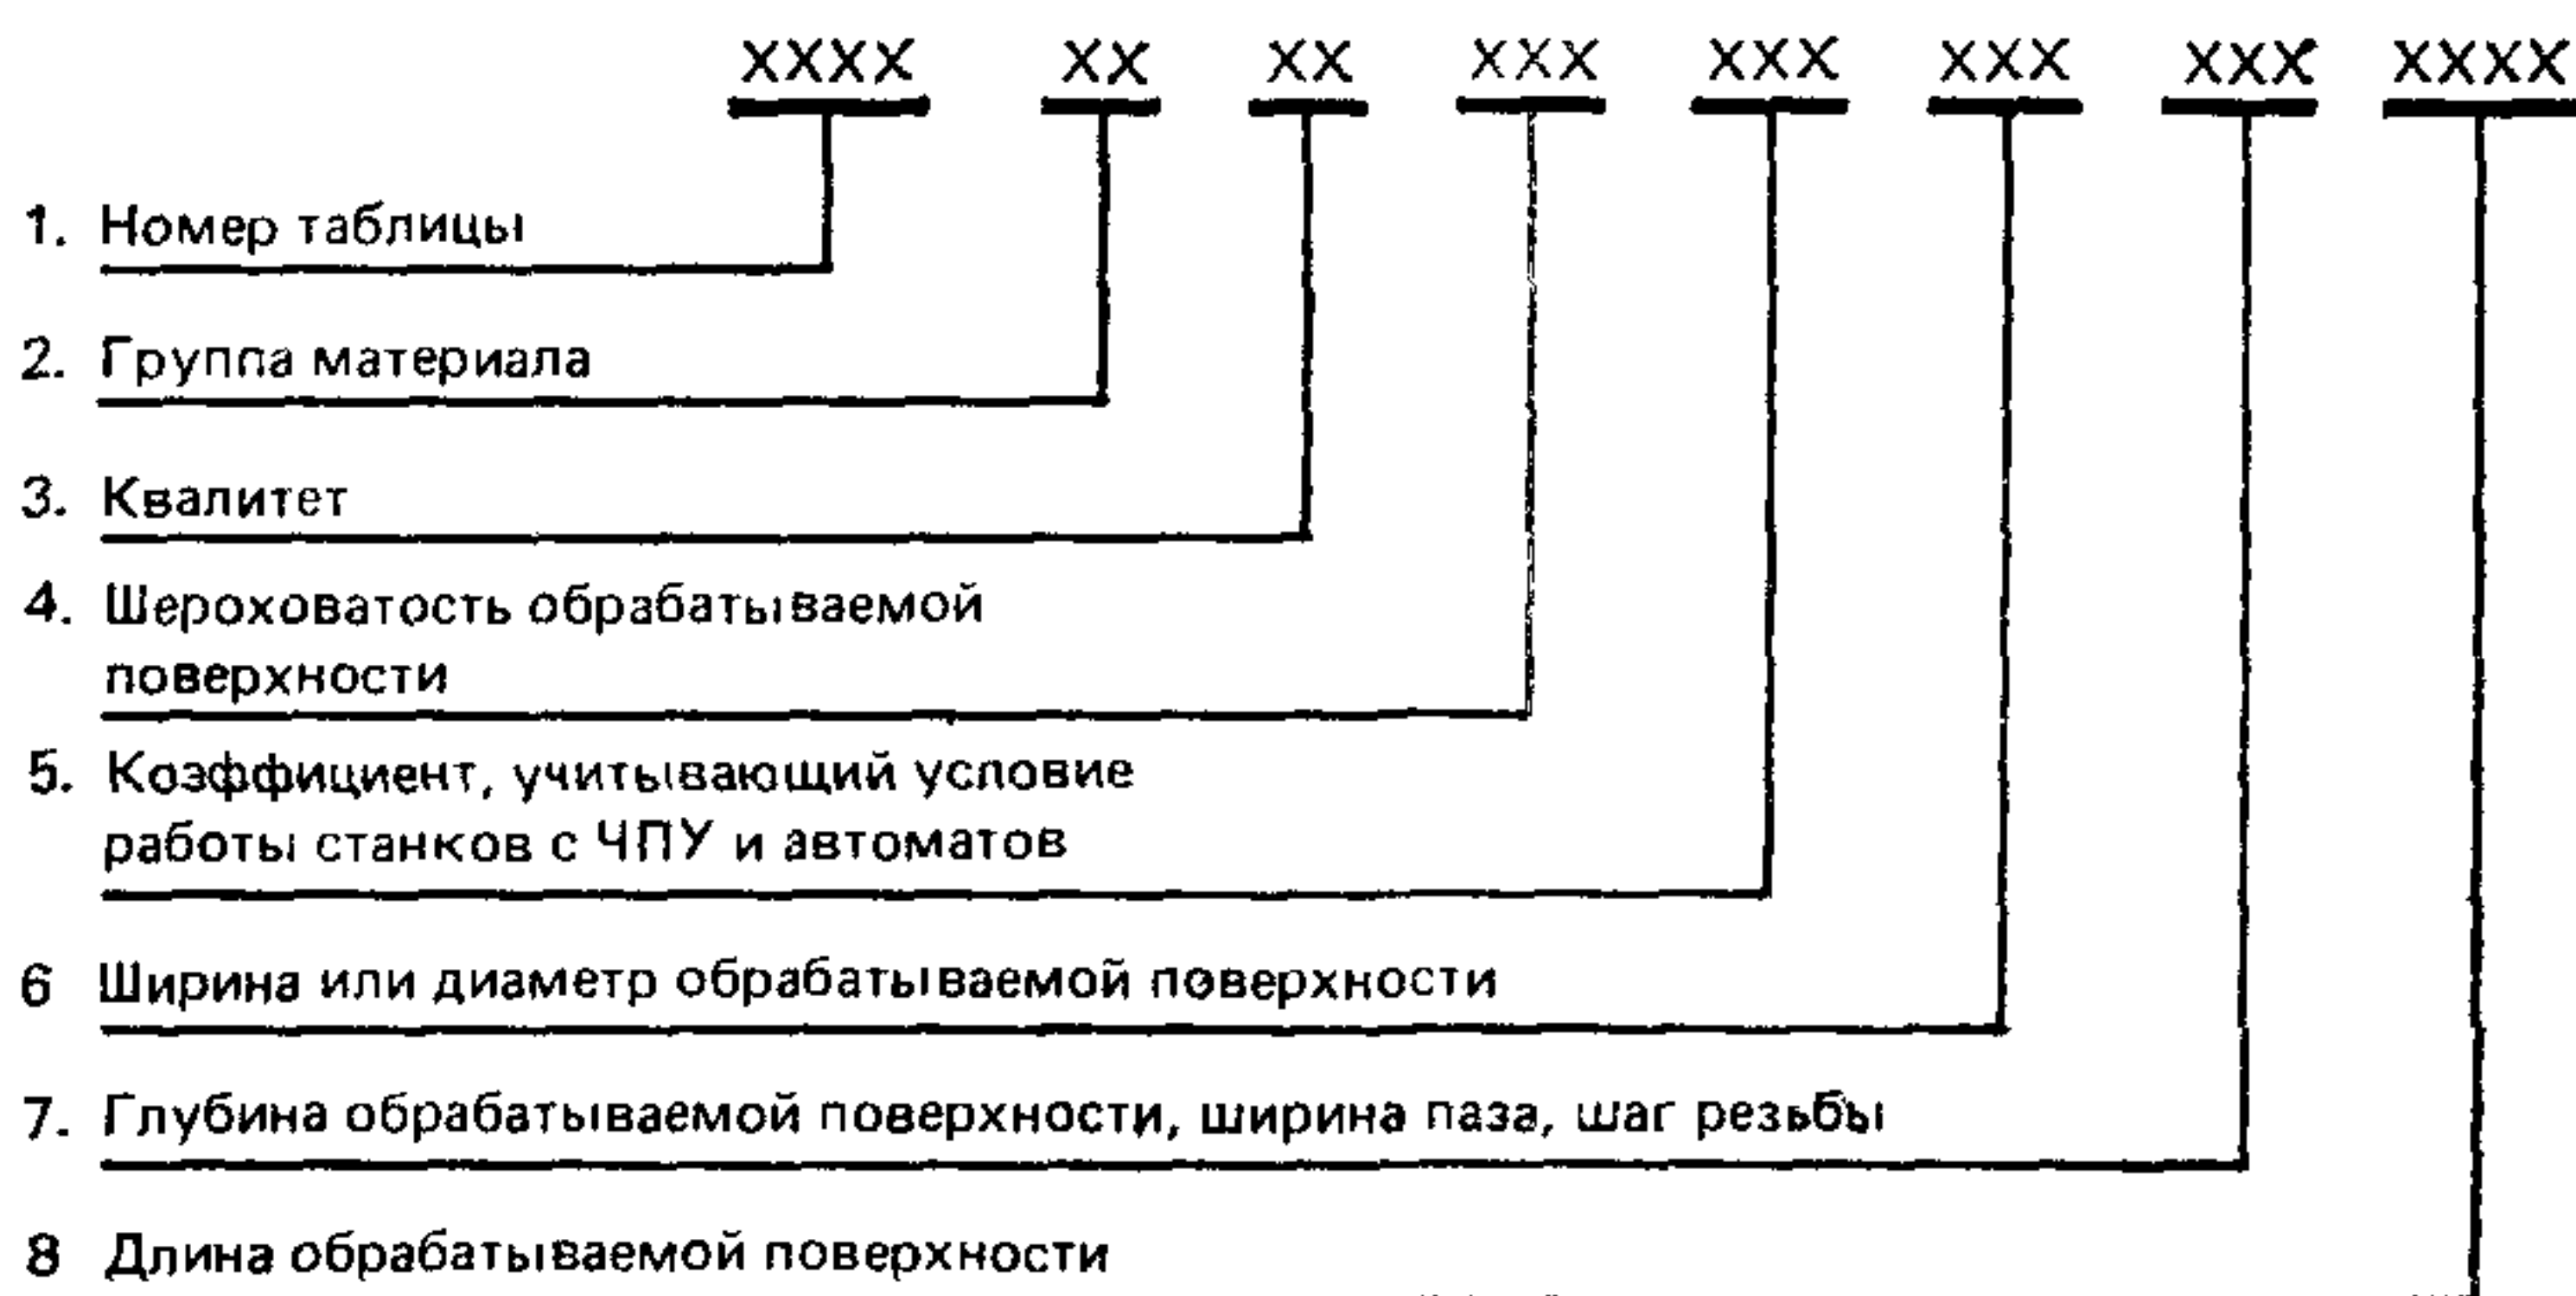 XXXX XX XX XXX XXX XXX XXX XXXX
1. Номер таблицы
2. Группа материала
3. Квалитет
4. Шероховатость обрабатываемой
поверхности
5. Коэффициент, учитывающий условие
работы станков с ЧПУ и автоматов
6 Ширина или диаметр обрабатываемой поверхности
7. Глубина обрабатываемой поверхности, ширина паза, шаг резьбы
8 Длина обрабатываемой поверхности